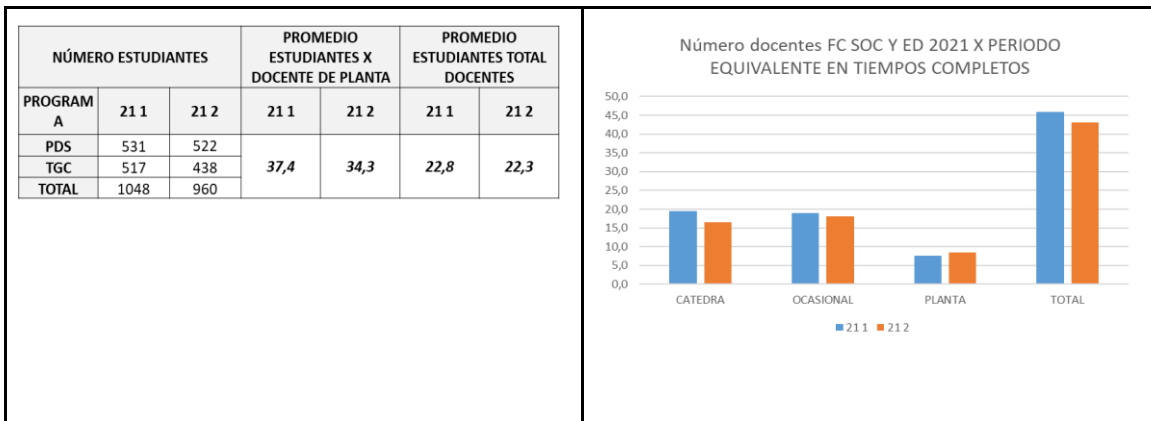 NÚMERO ESTUDIANTES
PROMEDIO
ESTUDIANTES X
DOCENTE DE PLANTA
PROMEDIO
ESTUDIANTES TOTAL
DOCENTES
PROGRAM
A
21 1
21 2
21 1
21 2
21 1
21 2
PDS 531 522
TGC 517 438
TOTAL 1048 960
37,4 34,3 22,8 22,3
Número docentes FC SOC Y ED 2021 X PERIODO
EQUIVALENTE EN TIEMPOS COMPLETOS
50,0
45,0
40,0
35,0
30,0
25,0
20,0
15,0
10,0
5,0
0,0
CATEDRA OCASIONAL PLANTA TOTAL
21 1 21 2